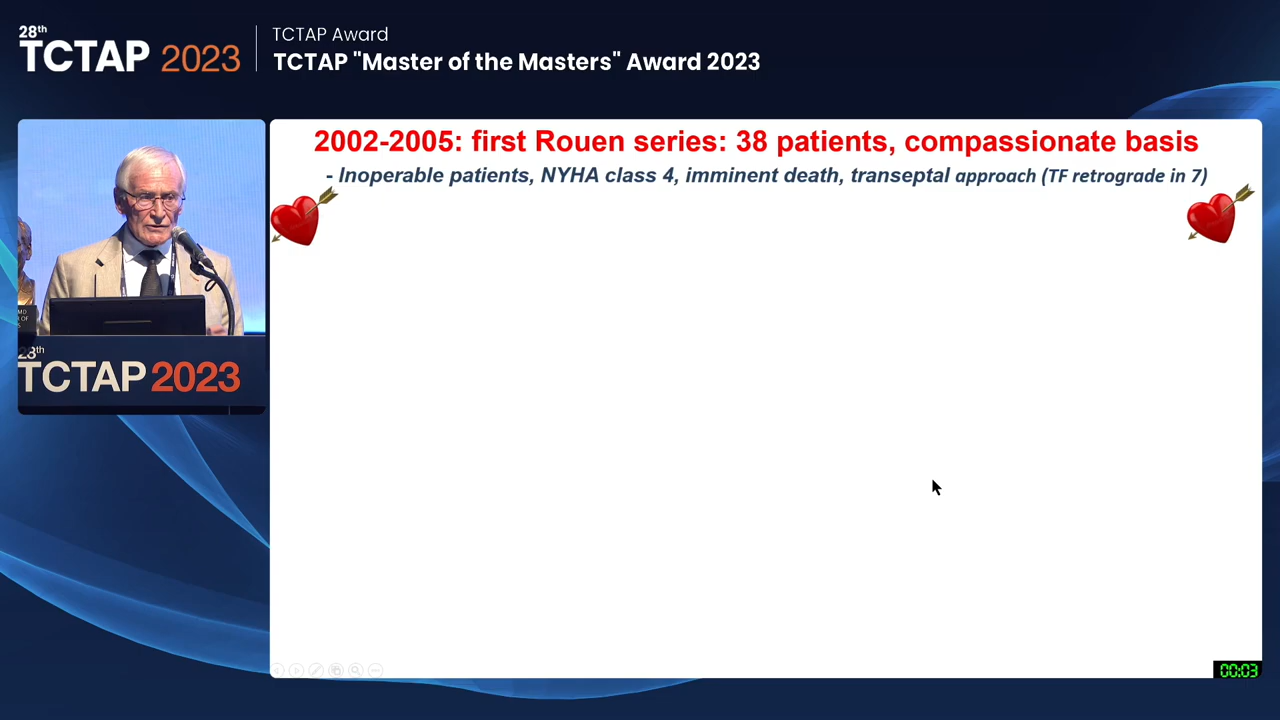 28th
TCTAP 2023
TCTAP Award
TCTAP "Master of the Masters" Award 2023
2002-2005: first Rouen series: 38 patients, compassionate basis
- Inoperable patients, NYHA class 4, imminent death, transeptal approach (TF retrograde in 7)
MD
28th
TCTAP 2023
00:03